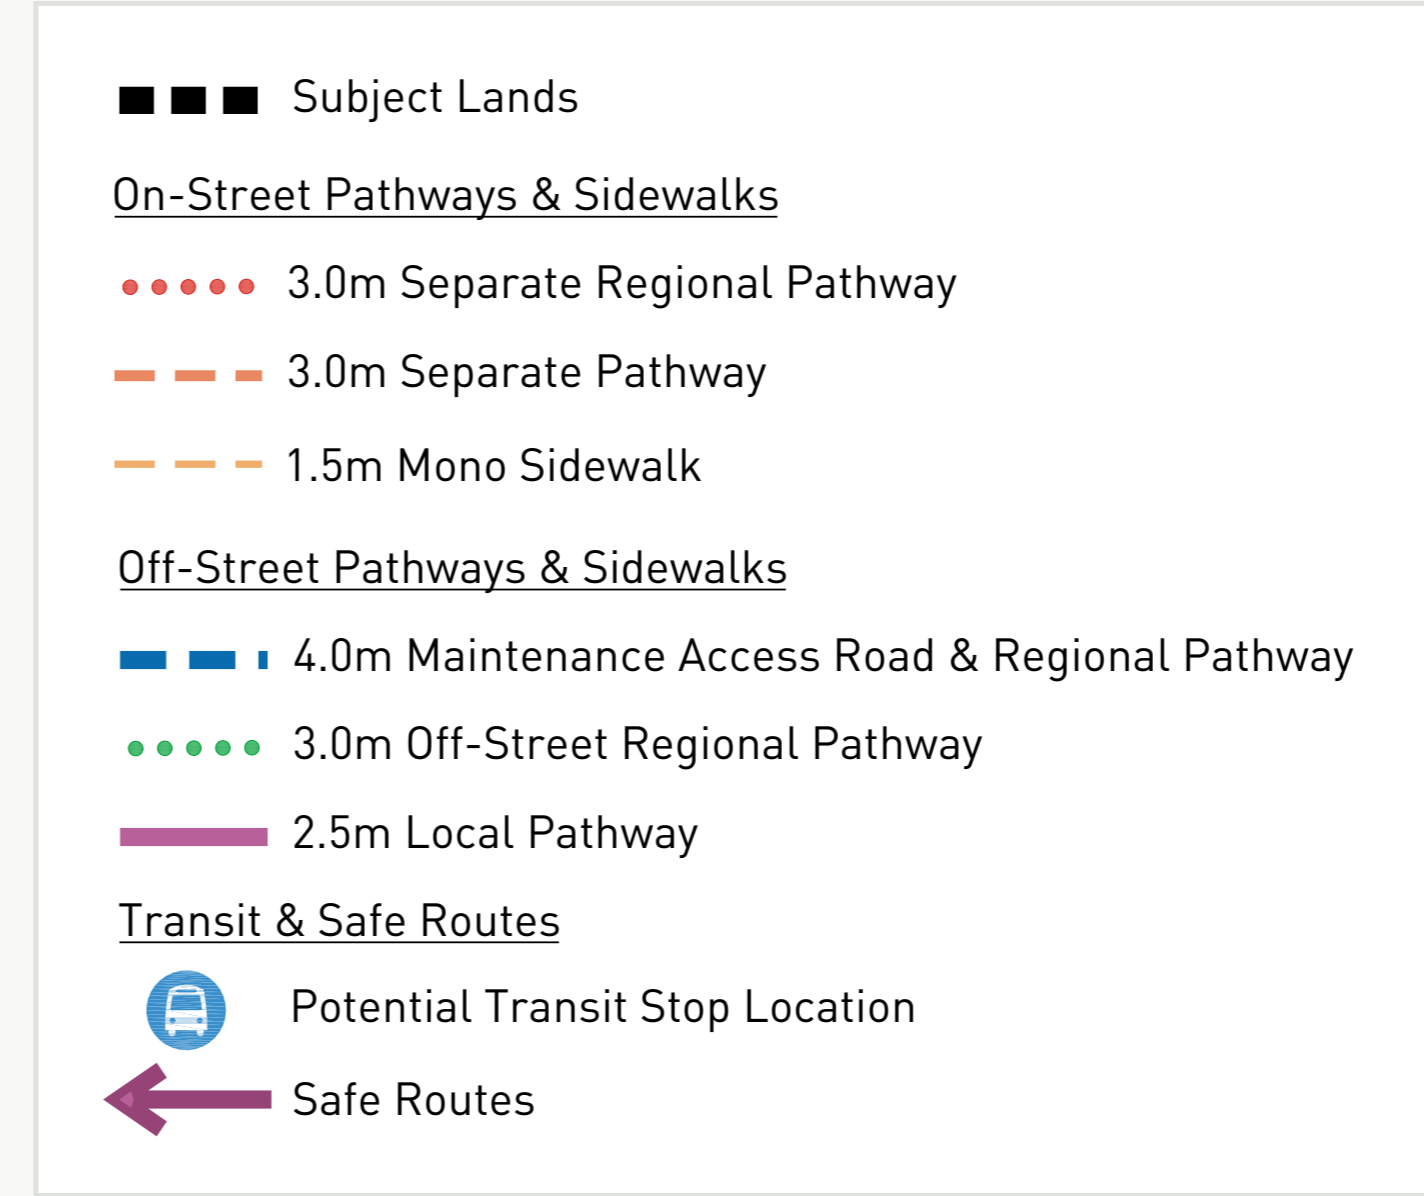 Subject Lands
On-Street Pathways & Sidewalks
3.0m Separate Regional Pathway
3.0m Separate Pathway
1.5m Mono Sidewalk
Off-Street Pathways & Sidewalks
4.0m Maintenance Access Road & Regional Pathway
3.0m Off-Street Regional Pathway
2.5m Local Pathway
Transit & Safe Routes
Potential Transit Stop Location
Safe Routes